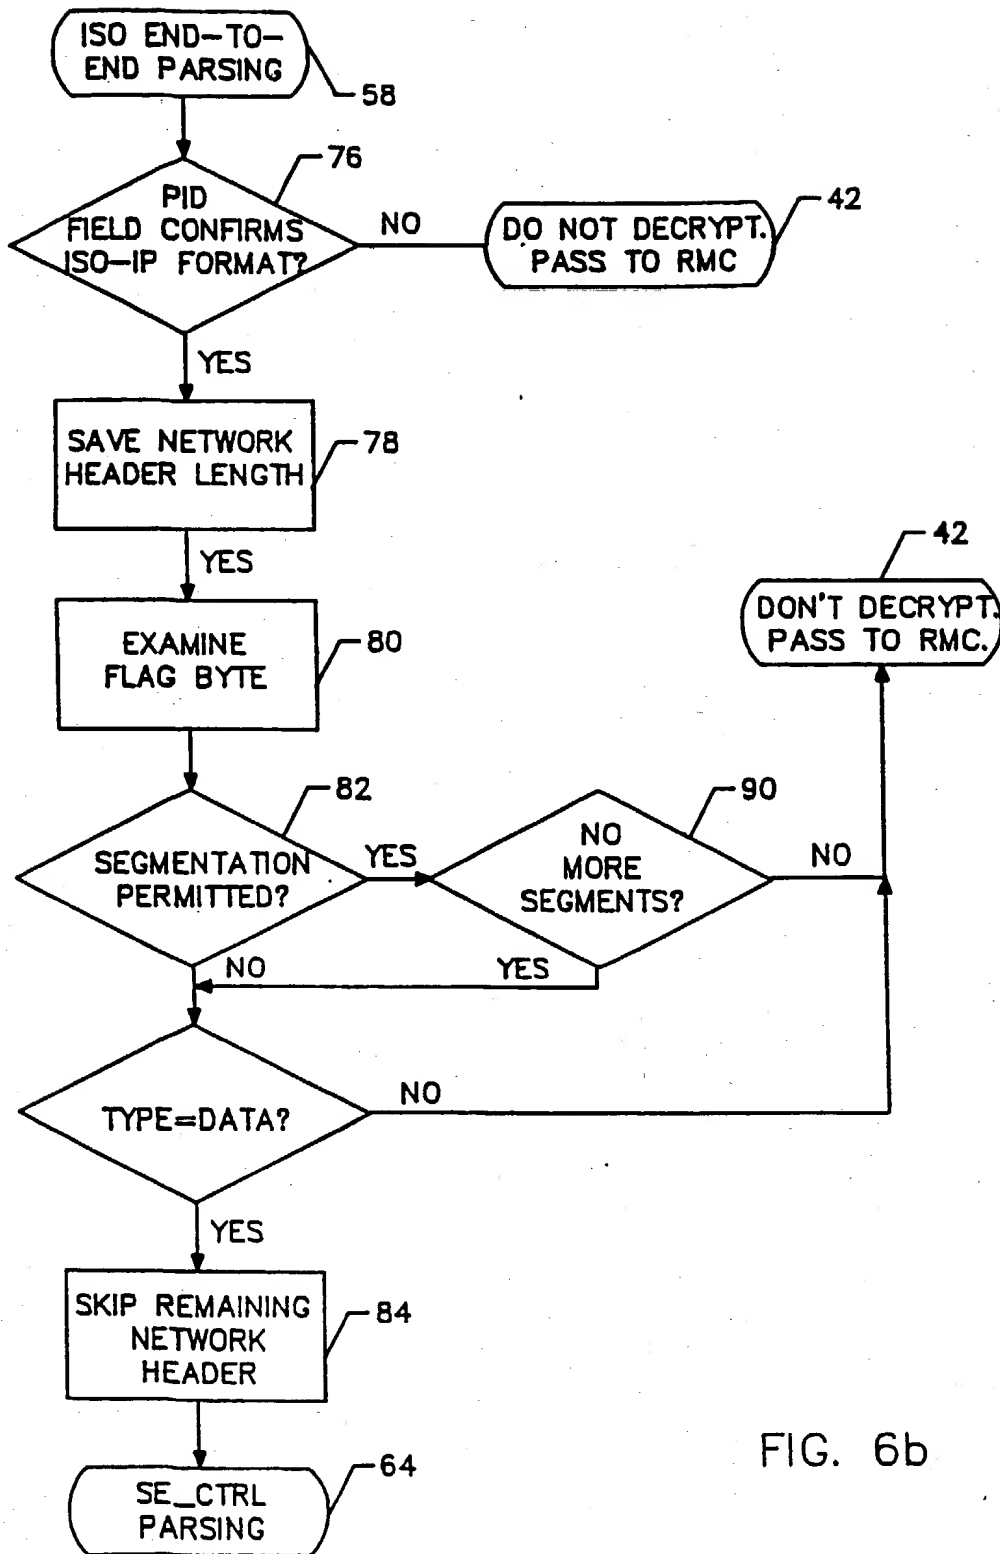 ISO END-TO-
END PARSING
58
76
PID
FIELD CONFIRMS
ISO-IP FORMAT?
NO
42
DO NOT DECRYPT.
PASS TO RMC
YES
SAVE NETWORK
HEADER LENGTH
78
YES
42
DON'T DECRYPT.
PASS TO RMC.
EXAMINE
FLAG BYTE
80
82
SEGMENTATION
PERMITTED?
YES
90
NO
MORE
SEGMENTS?
NO
NO
YES
TYPE=DATA?
NO
YES
SKIP REMAINING
NETWORK
HEADER
84
SE_CTRL
PARSING
64
FIG. 6b